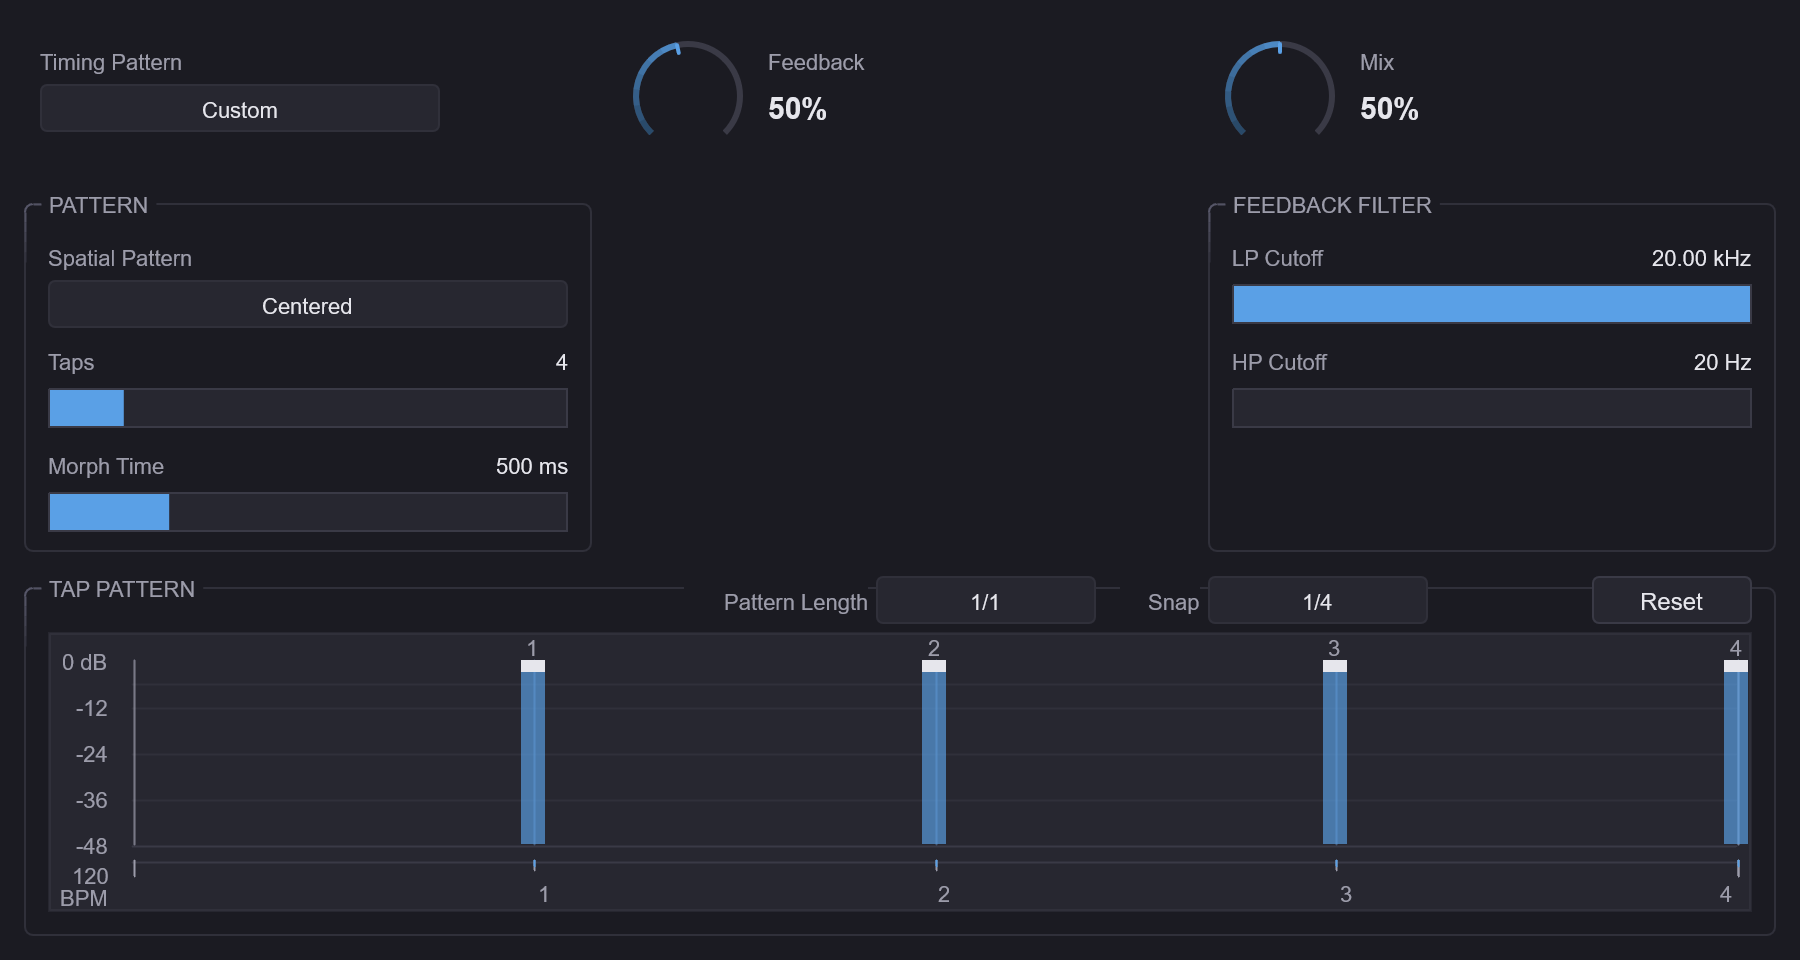 Timing Pattern
Custom
Feedback
50%
Mix
50%
PATTERN
Spatial Pattern
Centered
Taps 4
Morph Time 500 ms
FEEDBACK FILTER
LP Cutoff 20.00 kHz
HP Cutoff 20 Hz
TAP PATTERN
Pattern Length 1/1
Snap 1/4
Reset
1 2 3 4
0 dB
-12
-24
-36
-48
120
BPM
1 2 3 4